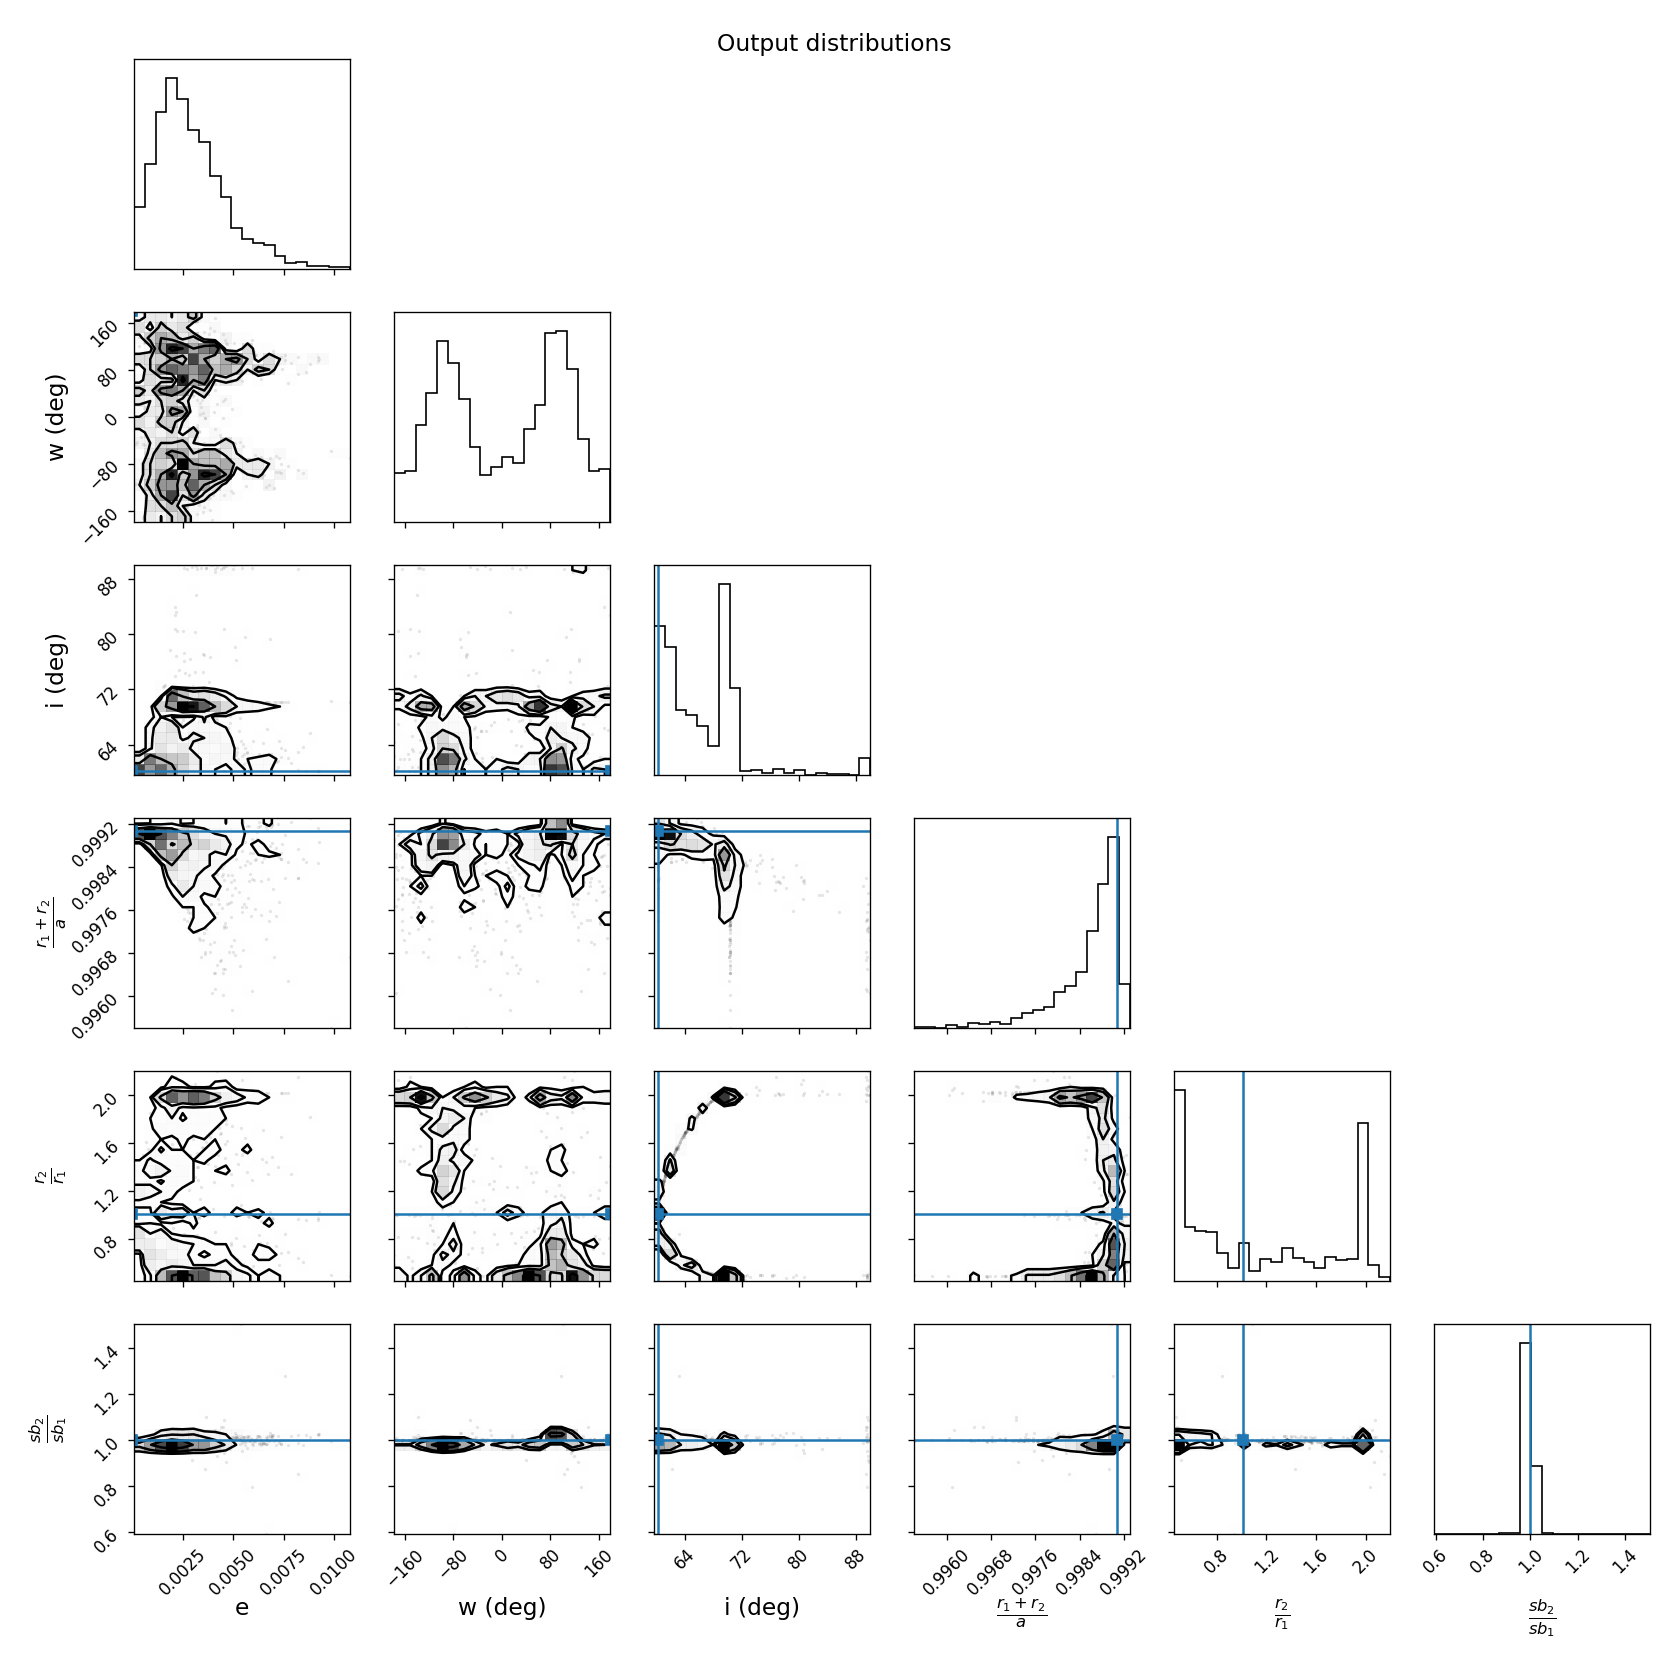 Output distributions
w (deg)
160
80
0
−80
−160
i (deg)
88
80
72
64
r1 + r2
a
0.9992
0.9984
0.9976
0.9968
0.9960
r2
r1
2.0
1.6
1.2
0.8
sb2
sb1
1.4
1.2
1.0
0.8
0.6
0.0025 0.0050 0.0075 0.0100
−160 −80 0 80 160
64 72 80 88
0.9960 0.9968 0.9976 0.9984 0.9992
0.8 1.2 1.6 2.0
0.6 0.8 1.0 1.2 1.4
e
w (deg)
i (deg)
r1 + r2
a
r2
r1
sb2
sb1